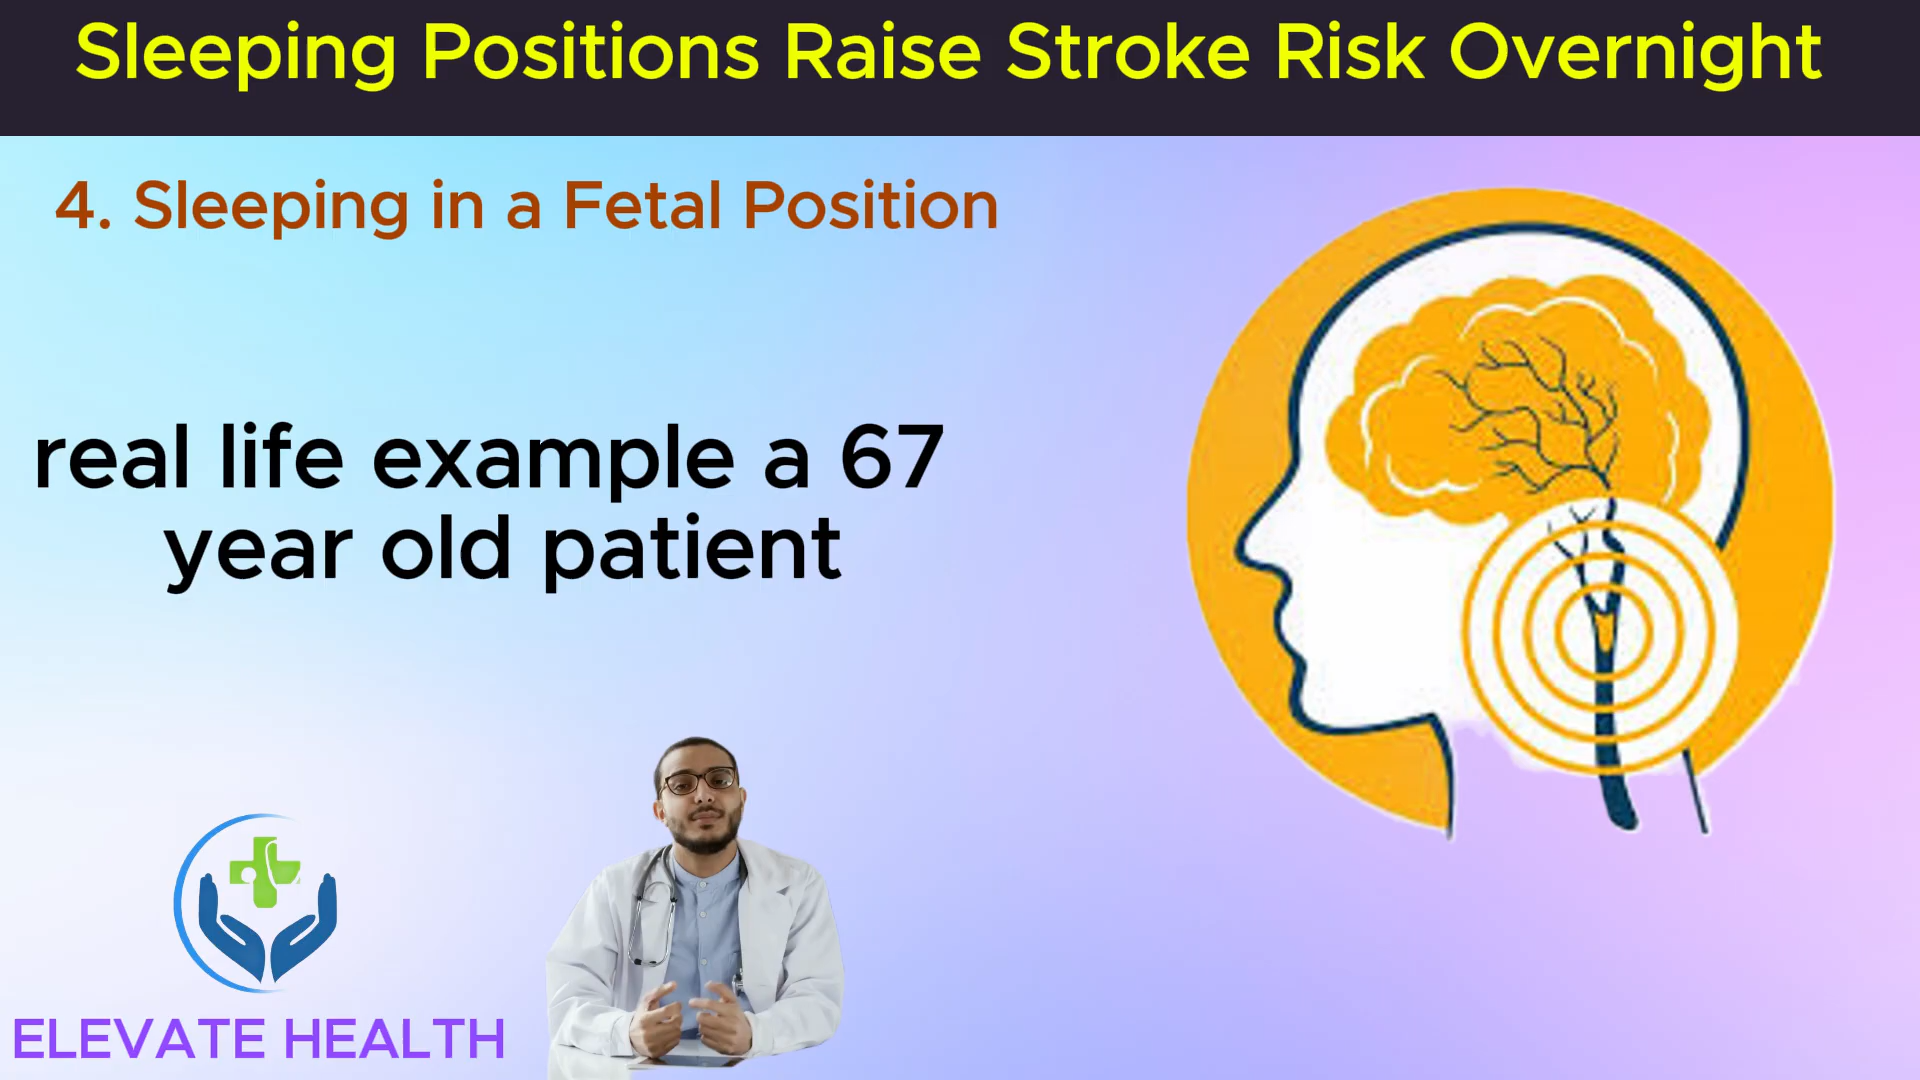 Sleeping Positions Raise Stroke Risk Overnight
4. Sleeping in a Fetal Position
real life example a 67
year old patient
ELEVATE HEALTH